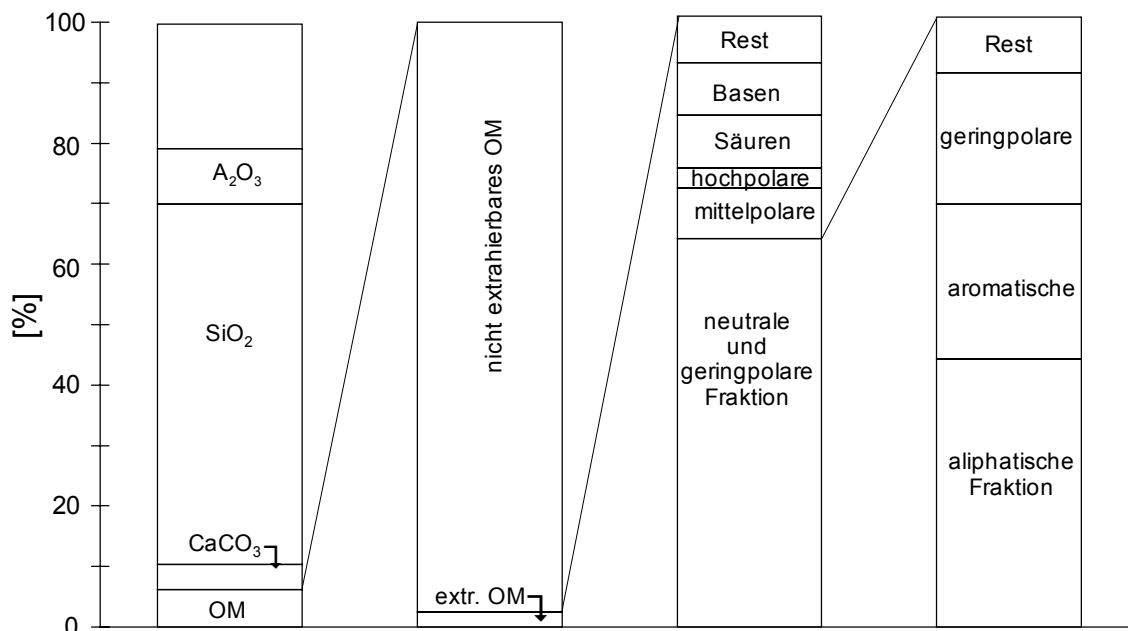 100
80
60
40
20
0
[%]
A₂O₃
SiO₂
CaCO₃
OM
nicht extrahierbares OM
extr. OM
Rest
Basen
Säuren
hochpolare
mittelpolare
neutrale
und
geringpolare
Fraktion
Rest
geringpolare
aromatische
aliphatische
Fraktion